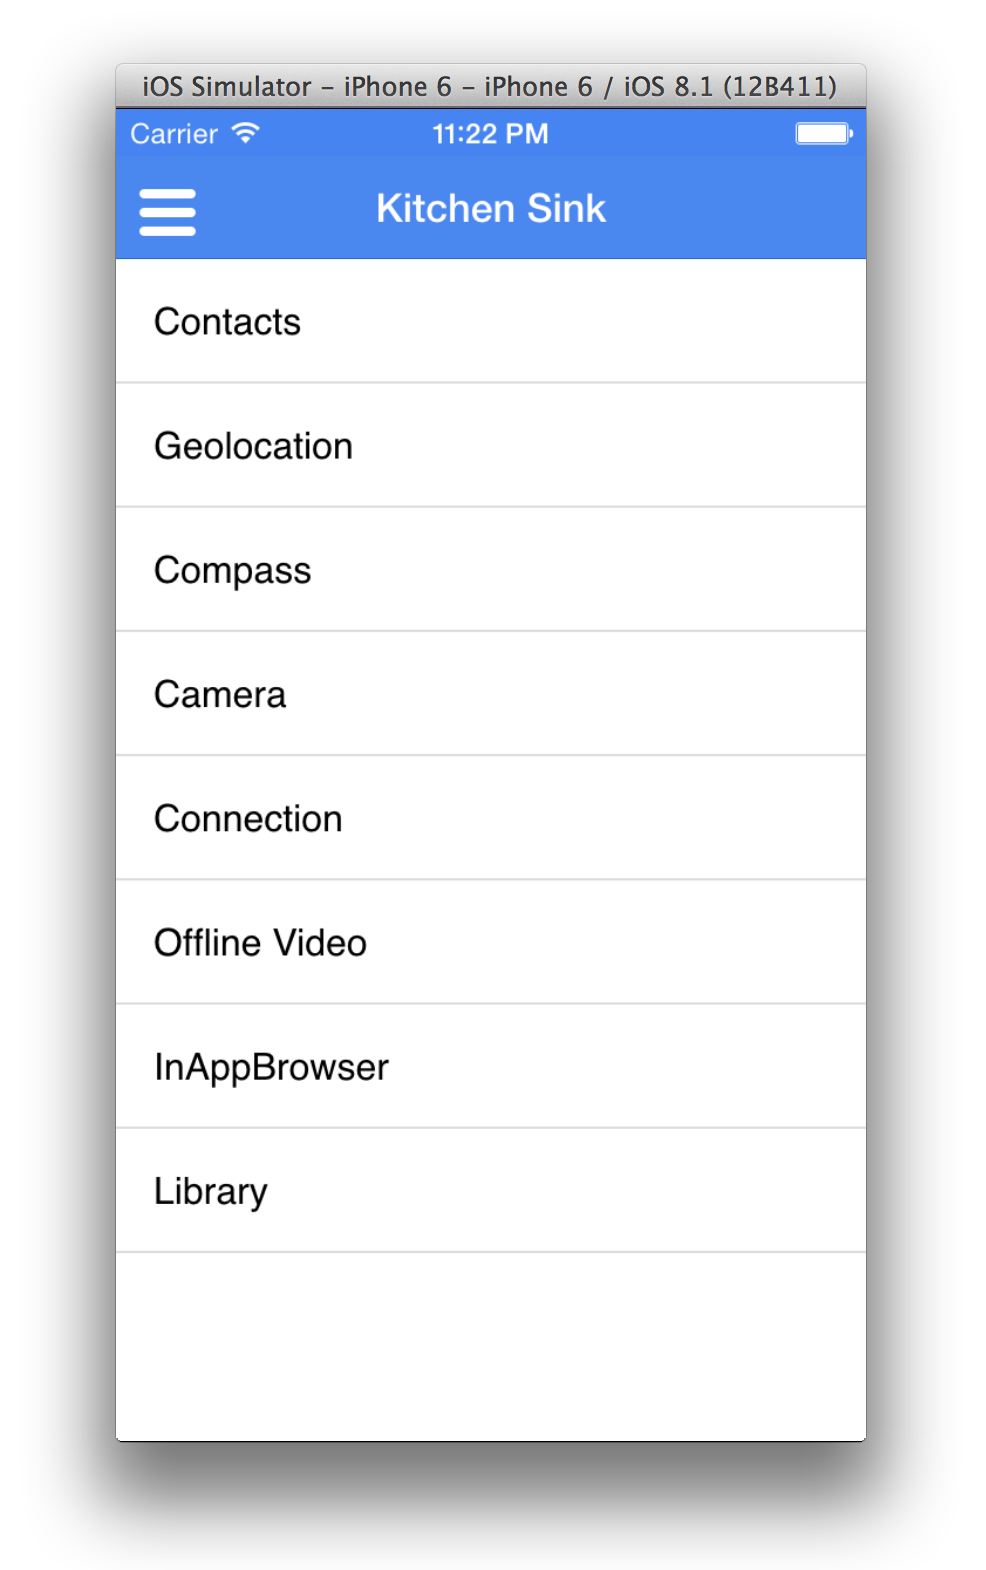 iOS Simulator – iPhone 6 – iPhone 6 / iOS 8.1 (12B411)
Carrier 11:22 PM
Kitchen Sink
Contacts
Geolocation
Compass
Camera
Connection
Offline Video
InAppBrowser
Library